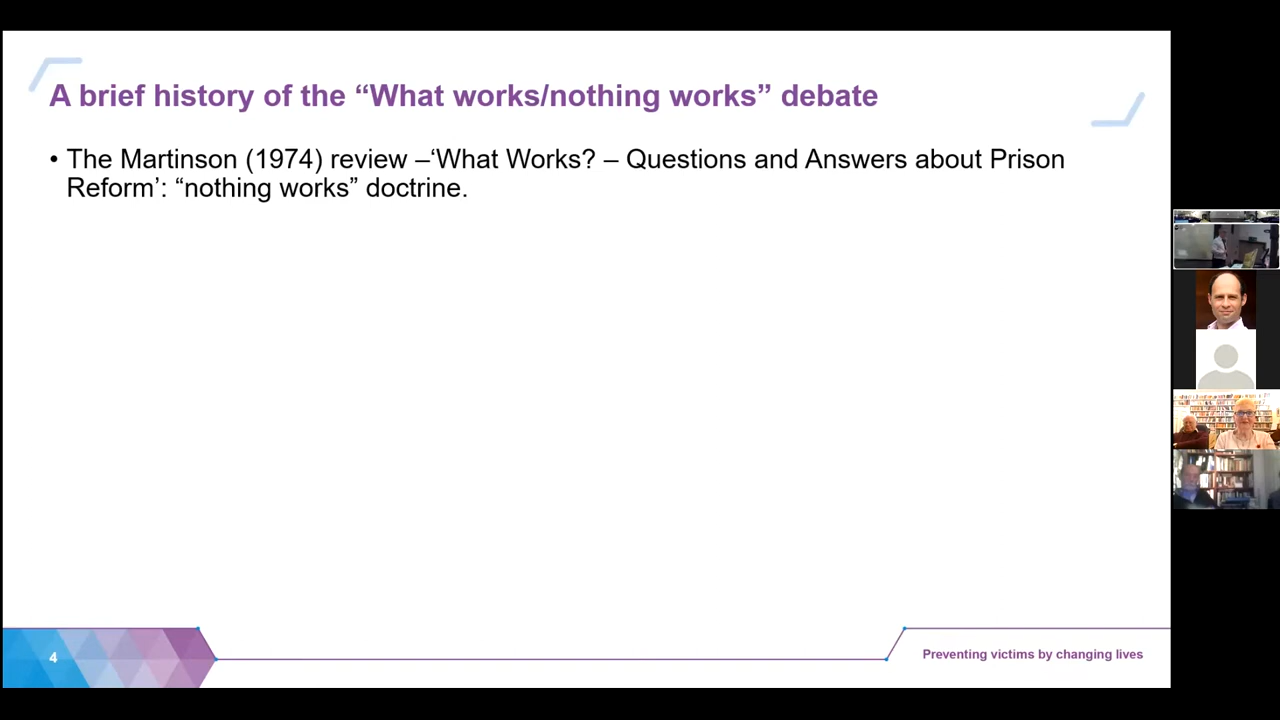 A brief history of the “What works/nothing works” debate
• The Martinson (1974) review –‘What Works? – Questions and Answers about Prison
Reform’: “nothing works” doctrine.
4
Preventing victims by changing lives